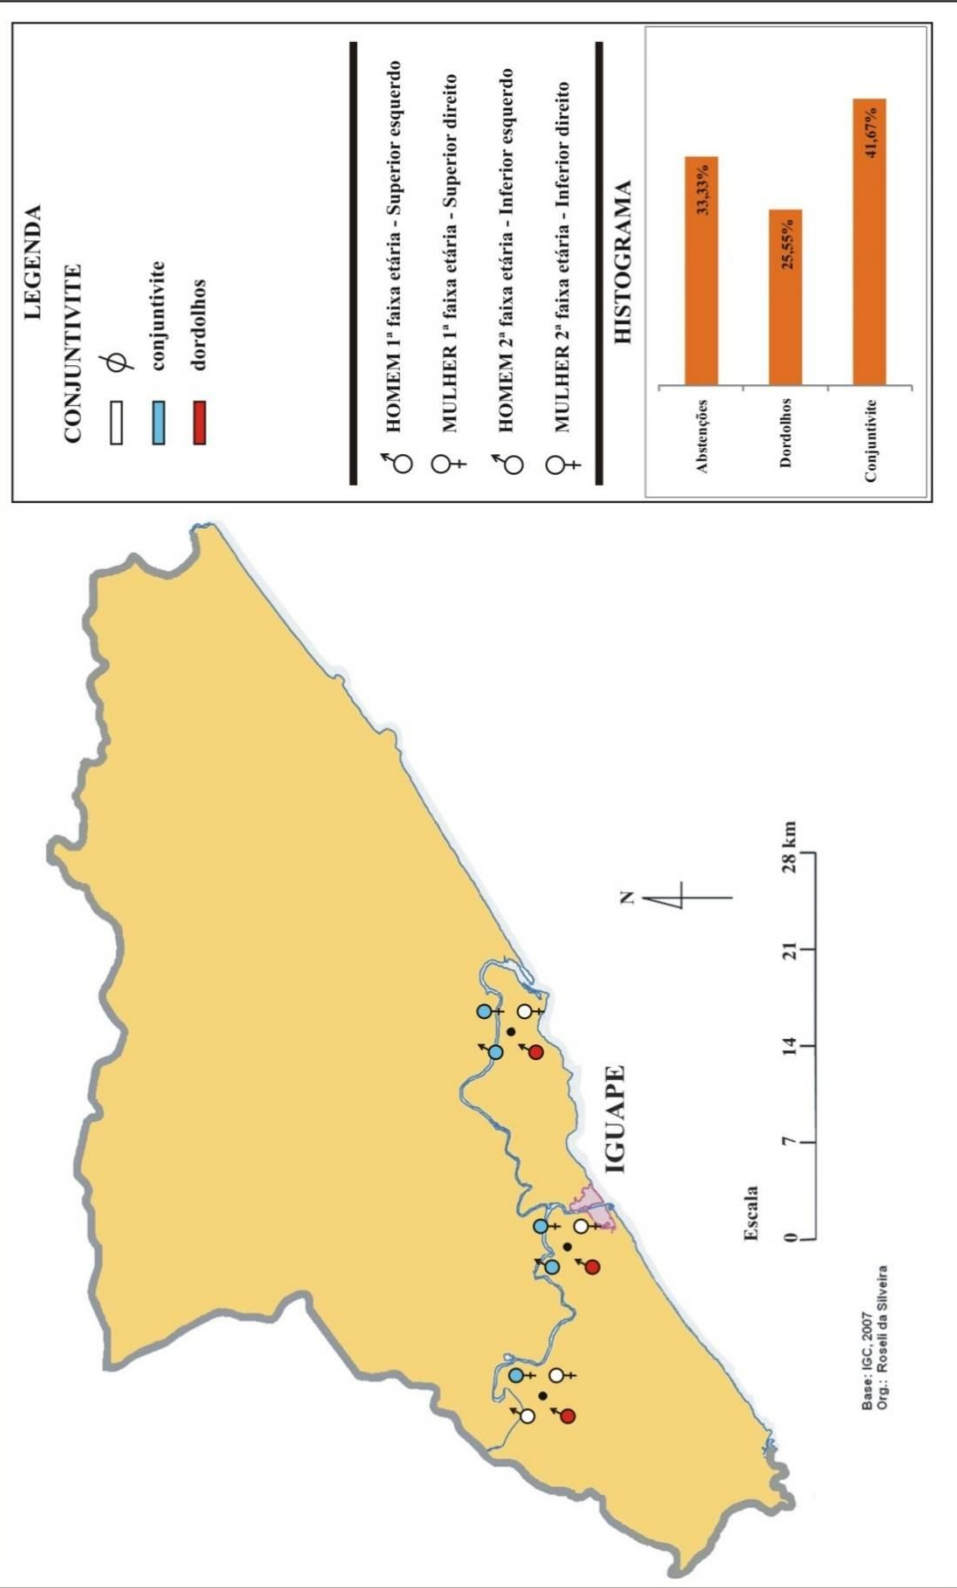 LEGENDA
CONJUNTIVITE
conjuntivite
dordolhos
HOMEM 1ª faixa etária - Superior esquerdo
MULHER 1ª faixa etária - Superior direito
HOMEM 2ª faixa etária - Inferior esquerdo
MULHER 2ª faixa etária - Inferior direito
HISTOGRAMA
Abstenções
33,33%
Dordolhos
25,55%
Conjuntivite
41,67%
IGUAPE
N
Escala
0 7 14 21 28 km
Base: IGC, 2007
Org.: Roseli da Silveira